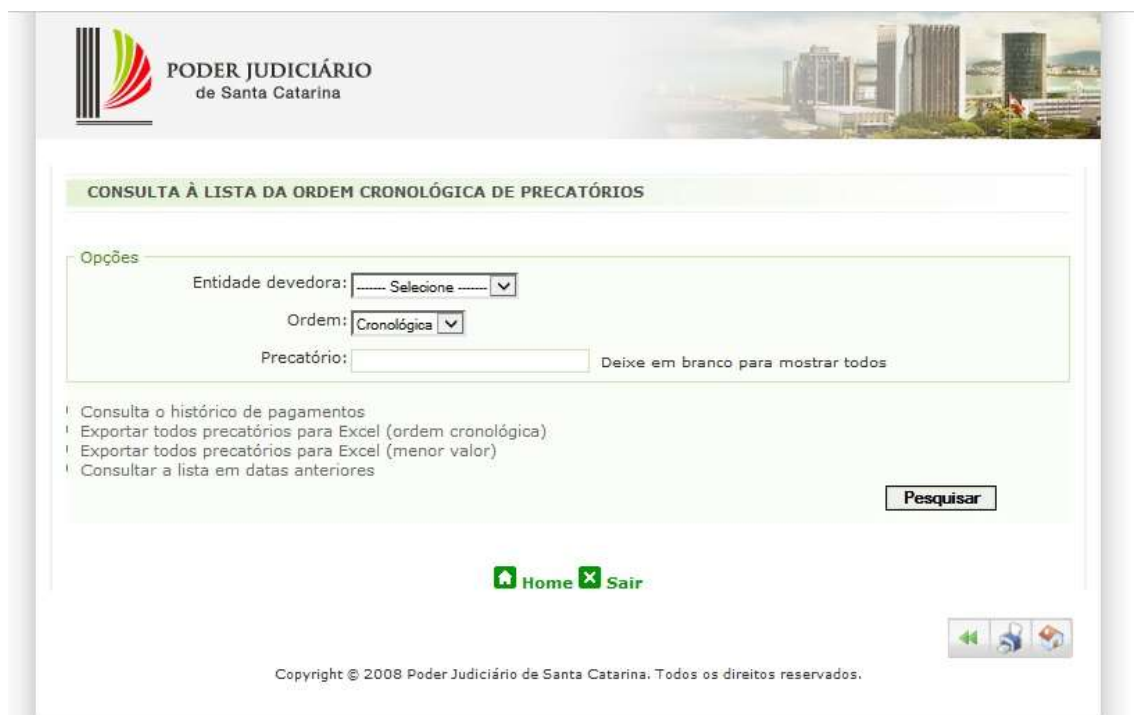 PODER JUDICIÁRIO
de Santa Catarina
CONSULTA À LISTA DA ORDEM CRONOLÓGICA DE PRECATÓRIOS
Opções
Entidade devedora: ------- Selecione -------
Ordem: Cronológica
Precatório: Deixe em branco para mostrar todos
Consulta o histórico de pagamentos
Exportar todos precatórios para Excel (ordem cronológica)
Exportar todos precatórios para Excel (menor valor)
Consultar a lista em datas anteriores
Pesquisar
Home Sair
Copyright © 2008 Poder Judiciário de Santa Catarina. Todos os direitos reservados.